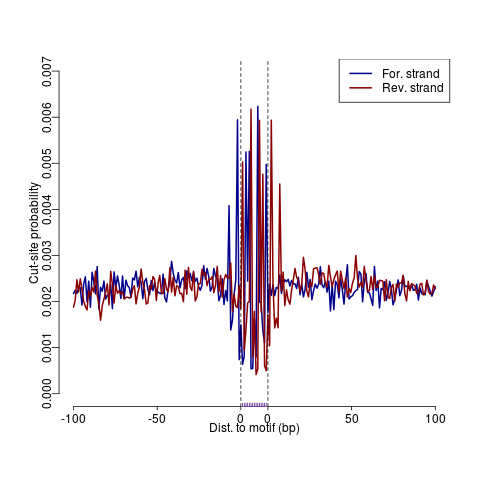 For. strand
Rev. strand
Cut-site probability
0.007
0.006
0.005
0.004
0.003
0.002
0.001
0.000
-100 -50 0 0 50 100
Dist. to motif (bp)